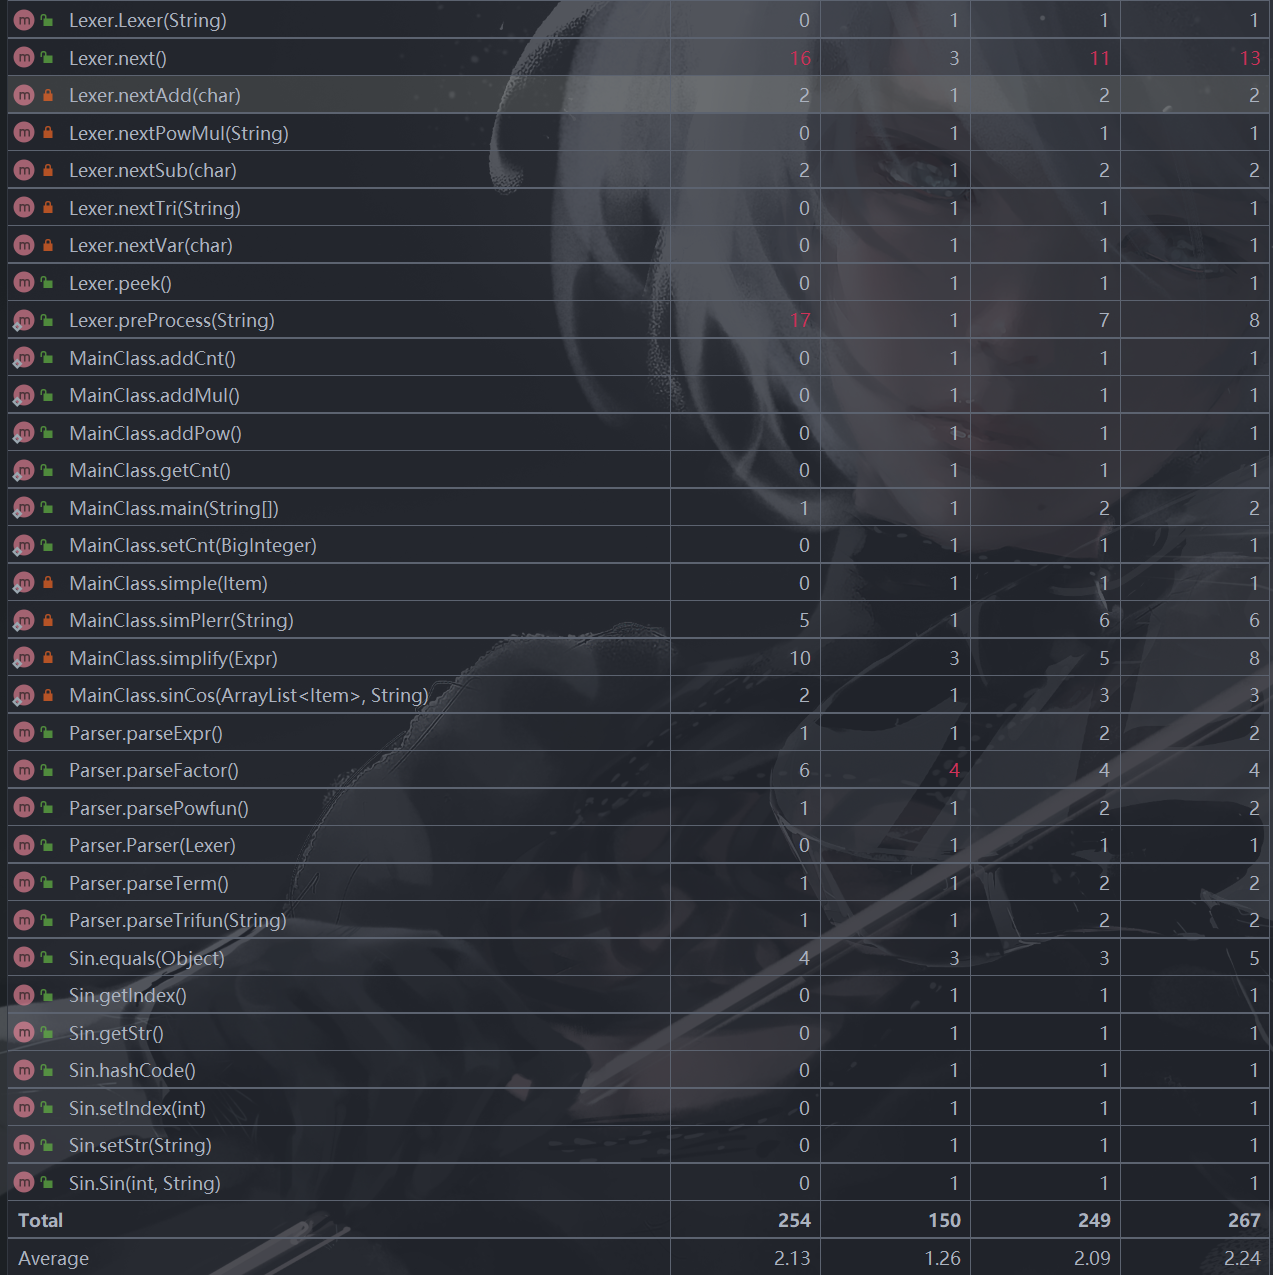 Lexer.Lexer(String) 0 1 1 1
Lexer.next() 16 3 11 13
Lexer.nextAdd(char) 2 1 2 2
Lexer.nextPowMul(String) 0 1 1 1
Lexer.nextSub(char) 2 1 2 2
Lexer.nextTri(String) 0 1 1 1
Lexer.nextVar(char) 0 1 1 1
Lexer.peek() 0 1 1 1
Lexer.preProcess(String) 17 1 7 8
MainClass.addCnt() 0 1 1 1
MainClass.addMul() 0 1 1 1
MainClass.addPow() 0 1 1 1
MainClass.getCnt() 0 1 1 1
MainClass.main(String[]) 1 1 2 2
MainClass.setCnt(BigInteger) 0 1 1 1
MainClass.simple(Item) 0 1 1 1
MainClass.simPlerr(String) 5 1 6 6
MainClass.simplify(Expr) 10 3 5 8
MainClass.sinCos(ArrayList<Item>, String) 2 1 3 3
Parser.parseExpr() 1 1 2 2
Parser.parseFactor() 6 4 4 4
Parser.parsePowfun() 1 1 2 2
Parser.Parser(Lexer) 0 1 1 1
Parser.parseTerm() 1 1 2 2
Parser.parseTrifun(String) 1 1 2 2
Sin.equals(Object) 4 3 3 5
Sin.getIndex() 0 1 1 1
Sin.getStr() 0 1 1 1
Sin.hashCode() 0 1 1 1
Sin.setIndex(int) 0 1 1 1
Sin.setStr(String) 0 1 1 1
Sin.Sin(int, String) 0 1 1 1
Total 254 150 249 267
Average 2.13 1.26 2.09 2.24